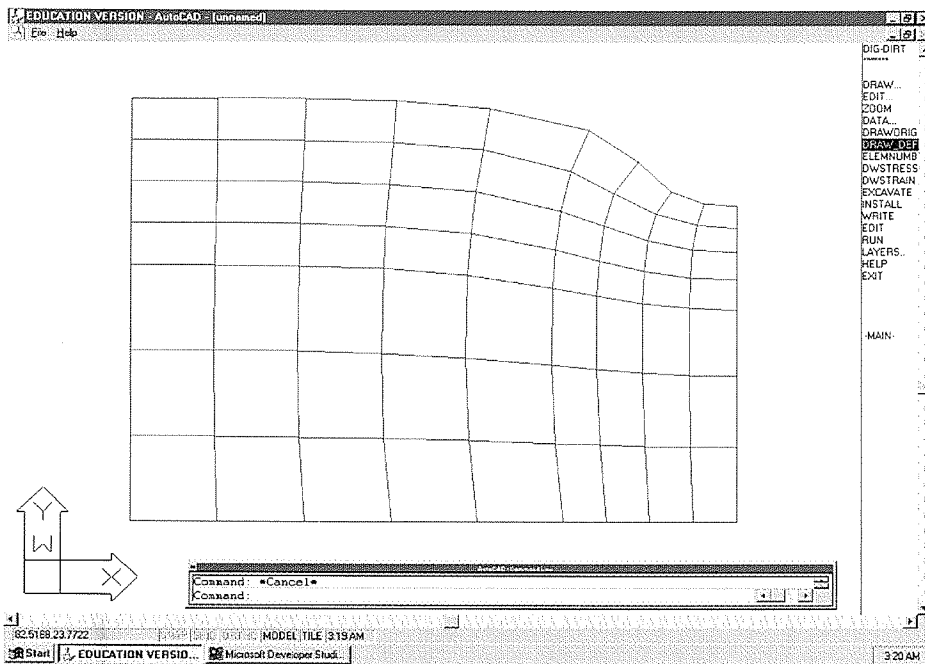 EDUCATION VERSION - AutoCAD - [unnamed]
File Help
DIG-DIRT
DRAW...
EDIT...
ZOOM
DATA...
DRAWORIG
DRAW_DEF
ELEMNUMB
DWSTRESS
DWSTRAIN
EXCAVATE
INSTALL
WRITE
EDIT
RUN
LAYERS..
HELP
EXIT
-MAIN-
Y
W
X
Command: *Cancel*
Command:
82.5168,23.7722 MODEL TILE 3:19 AM
Start EDUCATION VERSIO... Microsoft Developer Studi... 3:20 AM